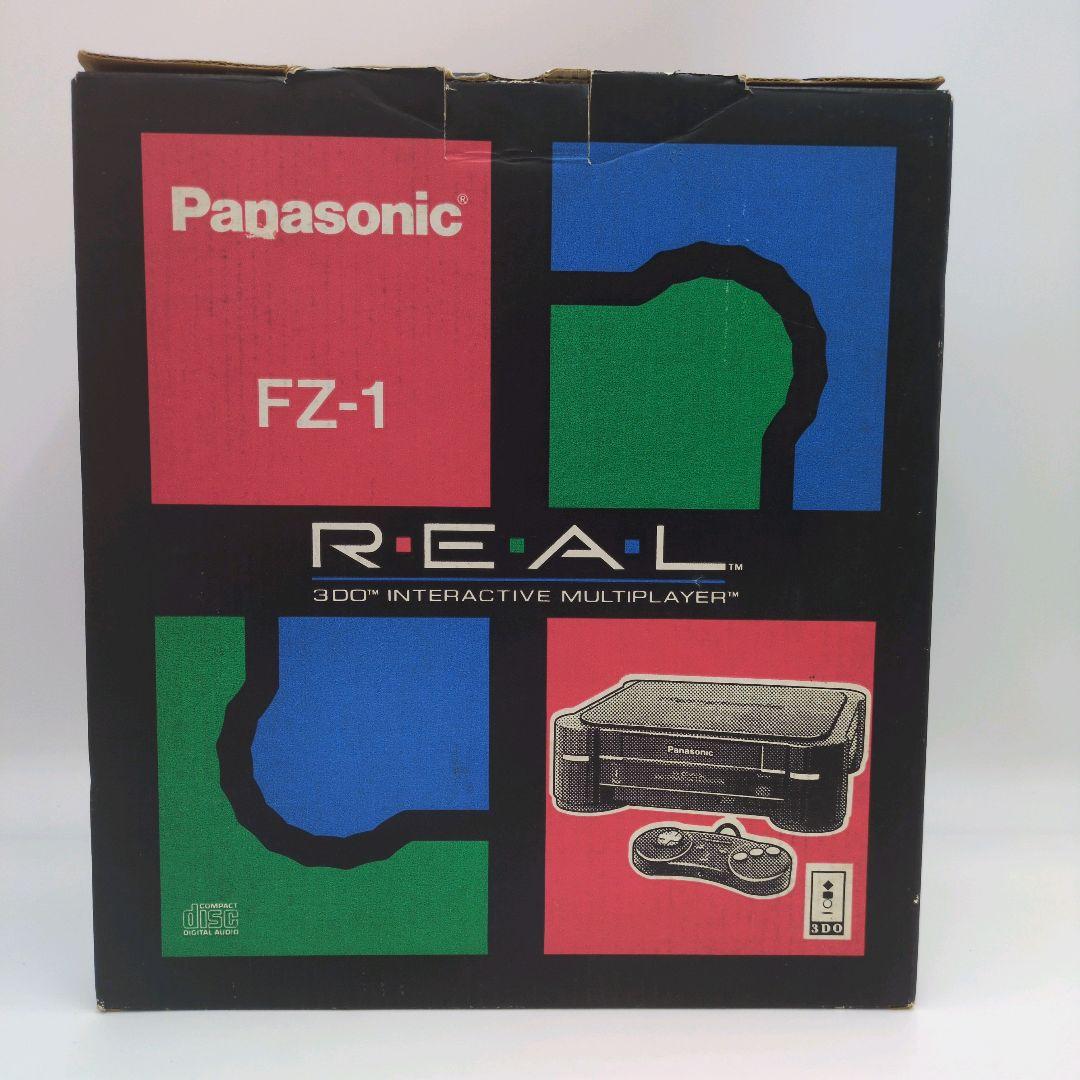 Panasonic®
FZ-1
R·E·A·L™
3DO™ INTERACTIVE MULTIPLAYER™
Panasonic
COMPACT
disc
DIGITAL AUDIO
3DO